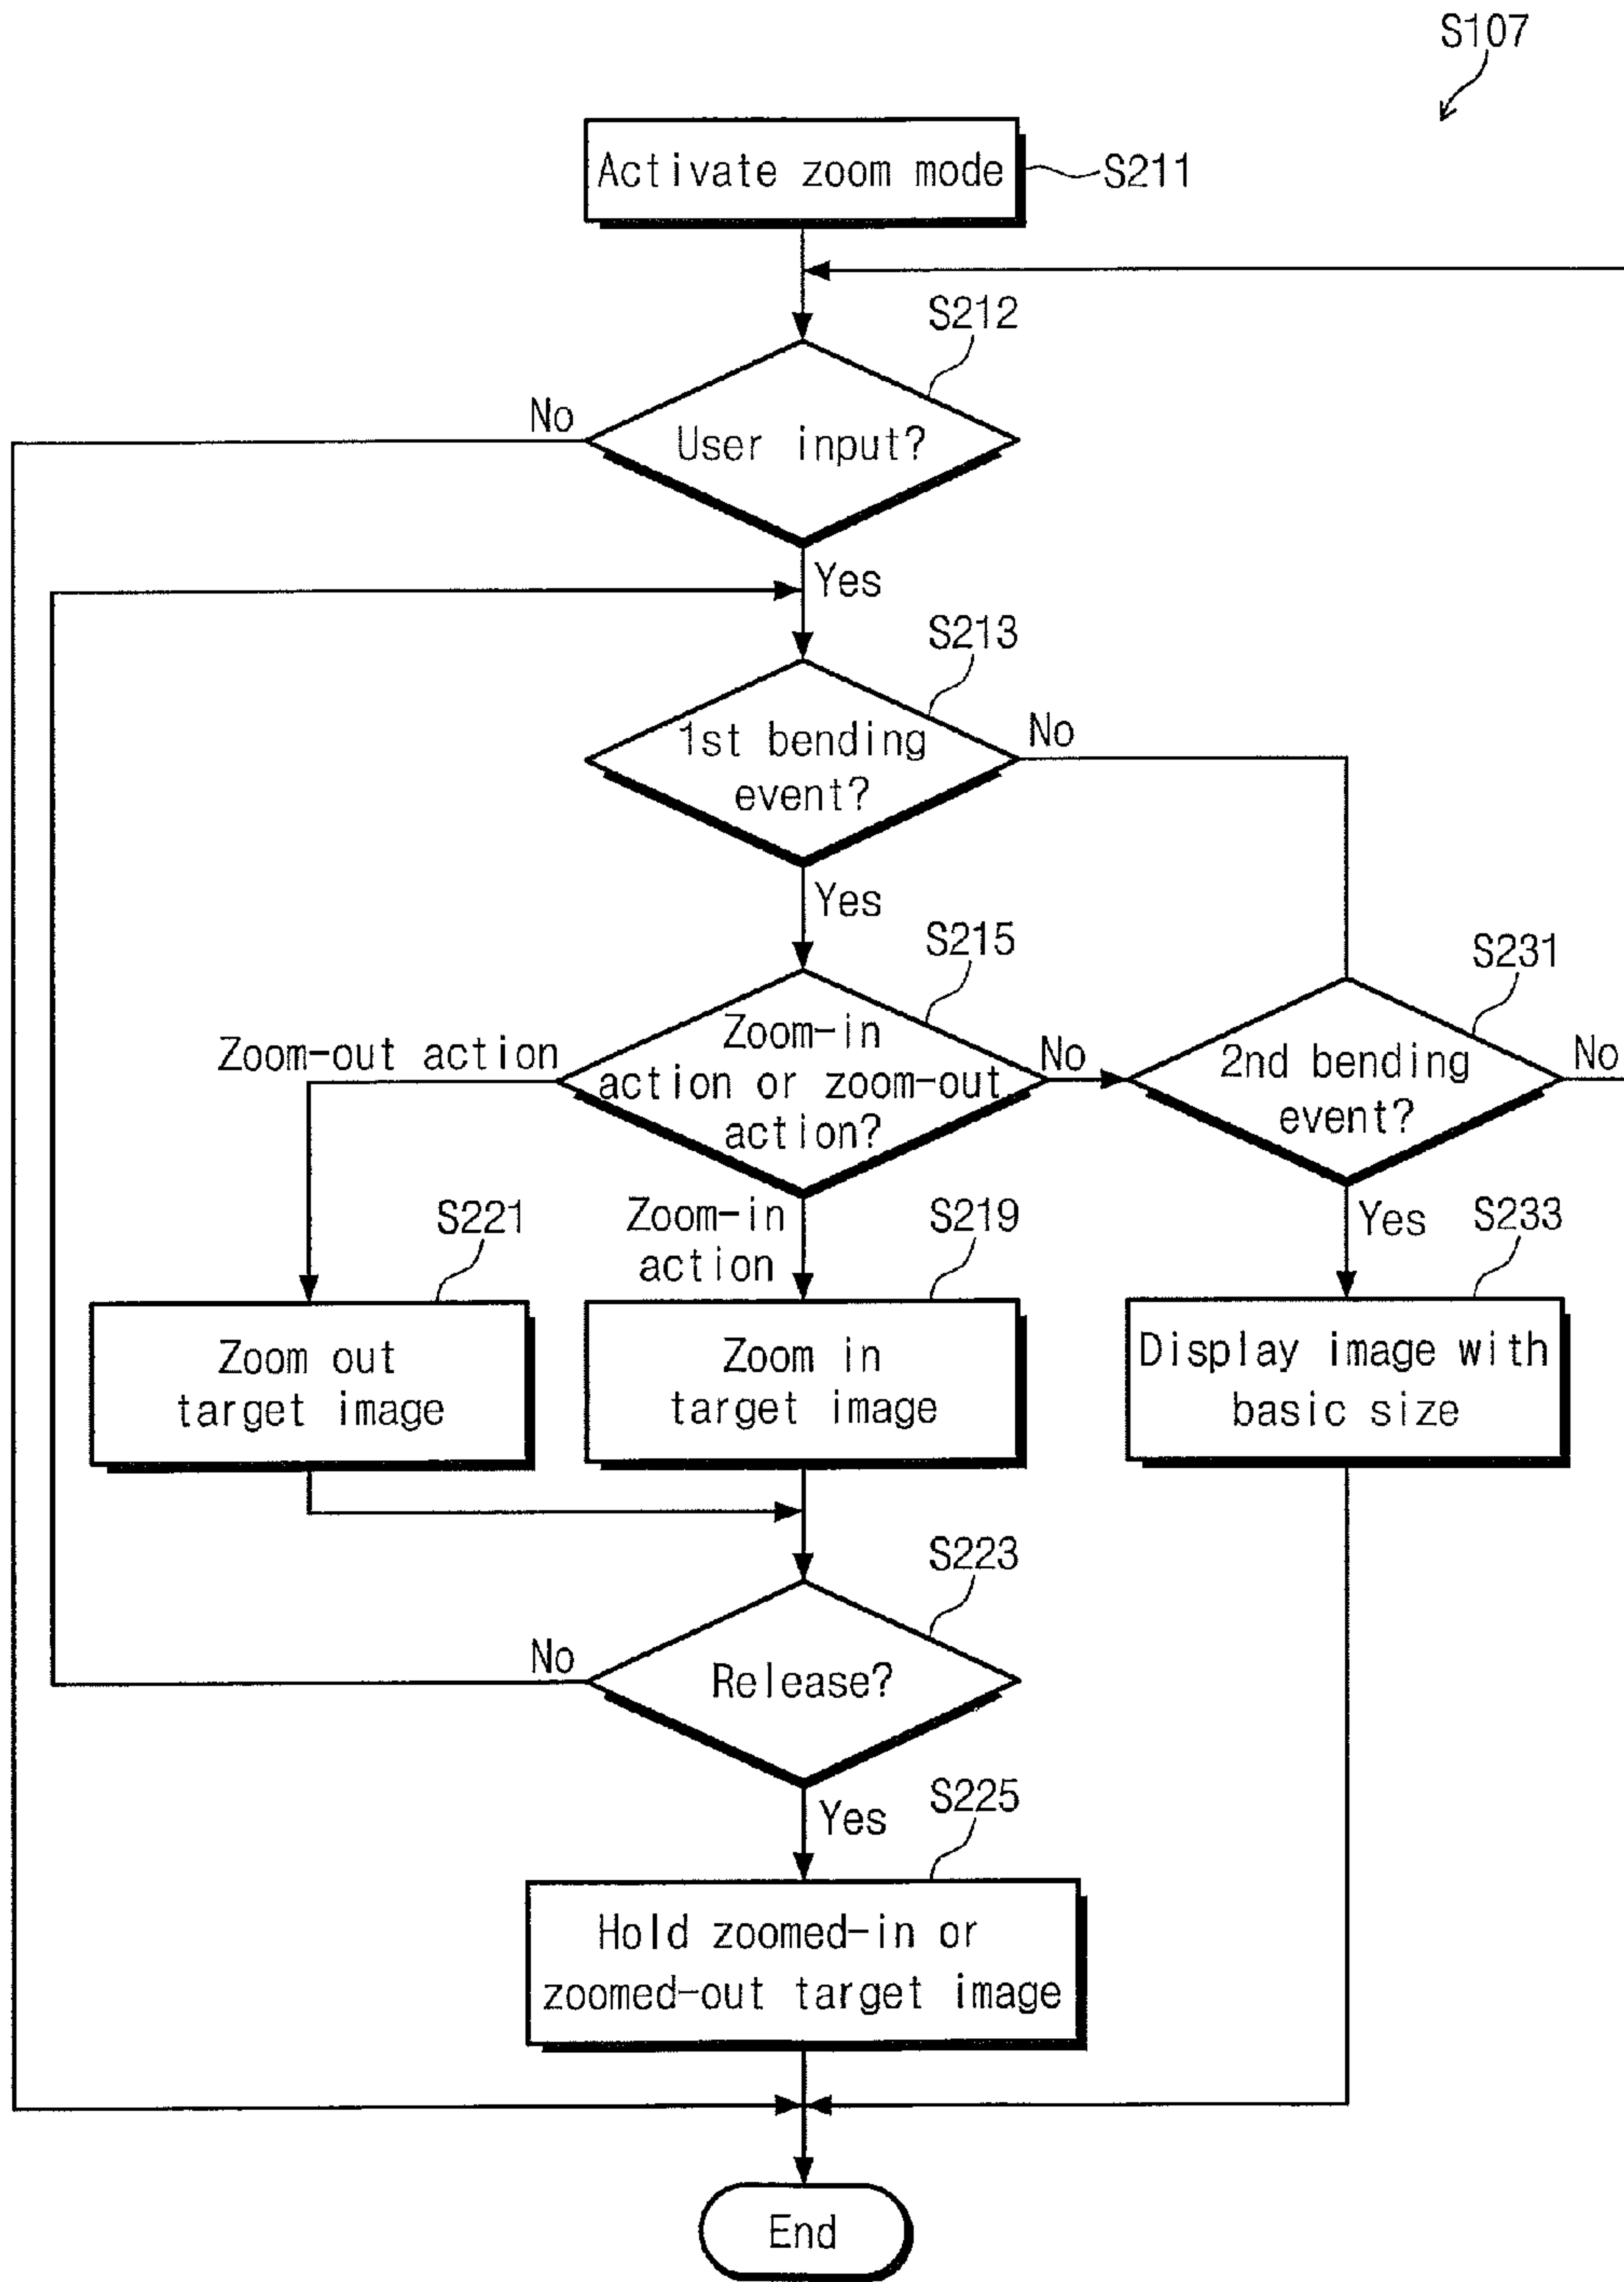 S107
Activate zoom mode
S211
S212
No
User input?
Yes
S213
1st bending
event?
No
Yes
S215
S231
Zoom-out action
Zoom-in
action or zoom-out
action?
No
2nd bending
event?
No
S221
Zoom-in
action
S219
Yes
S233
Zoom out
target image
Zoom in
target image
Display image with
basic size
S223
No
Release?
Yes
S225
Hold zoomed-in or
zoomed-out target image
End